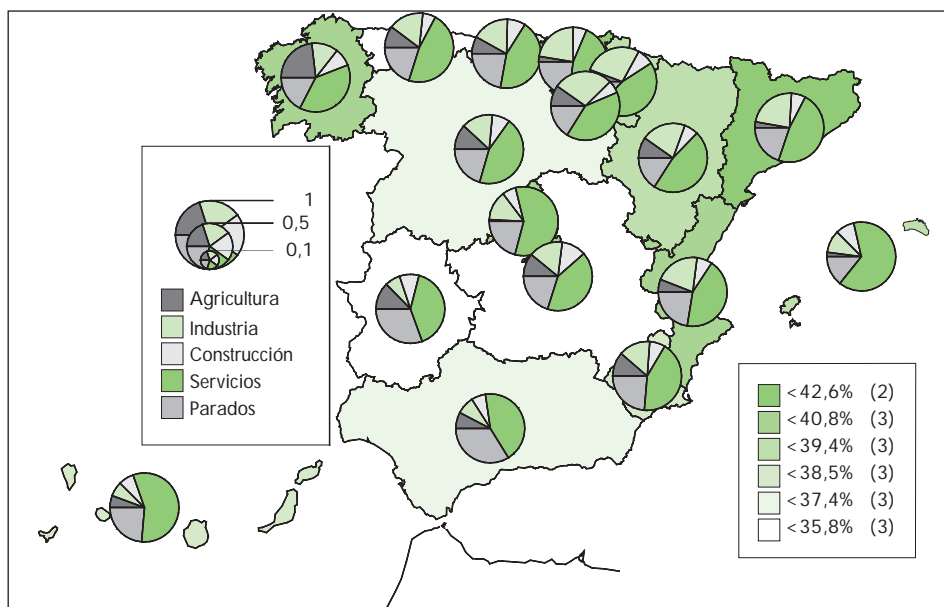 1
0,5
0,1
Agricultura
Industria
Construcción
Servicios
Parados
<42,6% (2)
<40,8% (3)
<39,4% (3)
<38,5% (3)
<37,4% (3)
<35,8% (3)